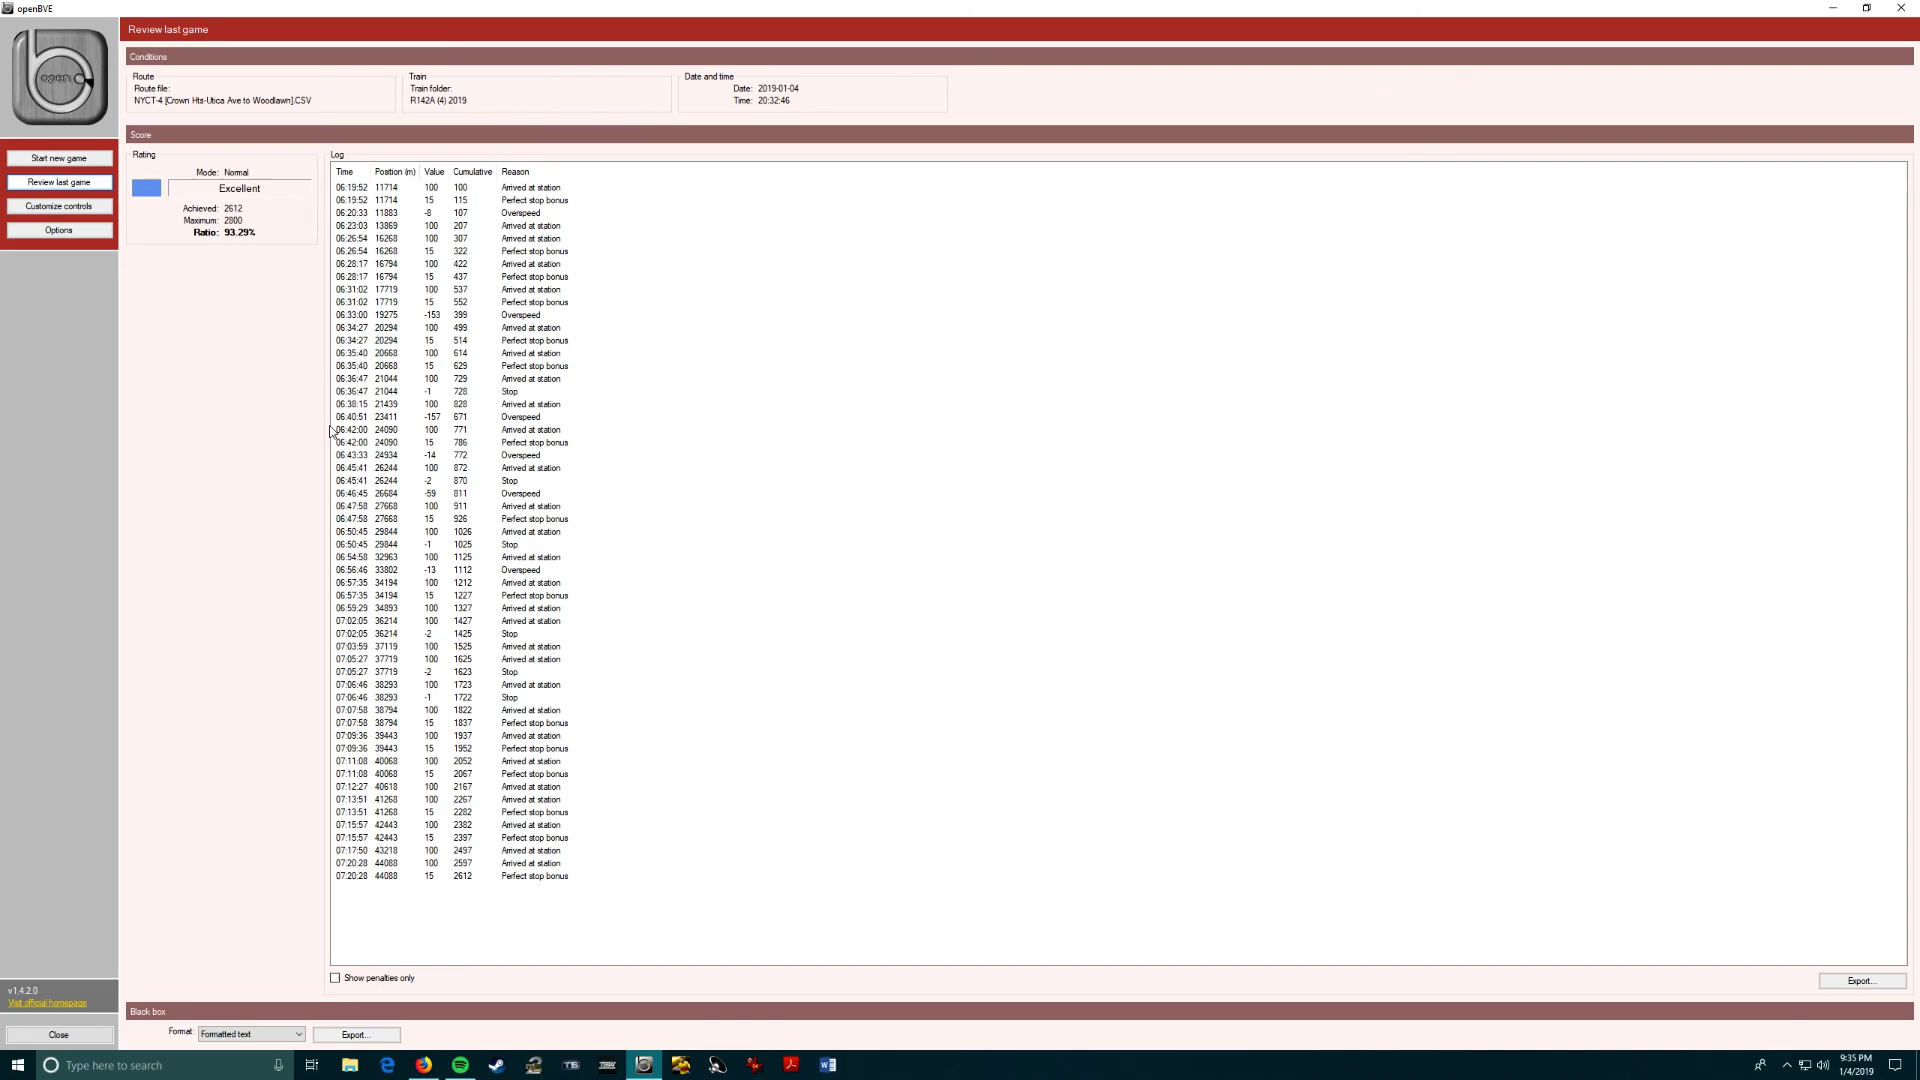 openBVE
Review last game
Conditions
Route
Route file:
NYCT-4 [Crown Hts-Utica Ave to Woodlawn].CSV
Train
Train folder:
R142A (4) 2019
Date and time
Date: 2019-01-04
Time: 20:32:46
Score
open
Start new game
Review last game
Customize controls
Options
Rating
Mode: Normal
Excellent
Achieved: 2612
Maximum: 2800
Ratio: 93.29%
Log
Time Position (m) Value Cumulative Reason
06:19:52 11714 100 100 Arrived at station
06:19:52 11714 15 115 Perfect stop bonus
06:20:33 11883 -8 107 Overspeed
06:23:03 13869 100 207 Arrived at station
06:26:54 16268 100 307 Arrived at station
06:26:54 16268 15 322 Perfect stop bonus
06:28:17 16794 100 422 Arrived at station
06:28:17 16794 15 437 Perfect stop bonus
06:31:02 17719 100 537 Arrived at station
06:31:02 17719 15 552 Perfect stop bonus
06:33:00 19275 -153 399 Overspeed
06:34:27 20294 100 499 Arrived at station
06:34:27 20294 15 514 Perfect stop bonus
06:35:40 20668 100 614 Arrived at station
06:35:40 20668 15 629 Perfect stop bonus
06:36:47 21044 100 729 Arrived at station
06:36:47 21044 -1 728 Stop
06:38:15 21439 100 828 Arrived at station
06:40:51 23411 -157 671 Overspeed
06:42:00 24090 100 771 Arrived at station
06:42:00 24090 15 786 Perfect stop bonus
06:43:33 24934 -14 772 Overspeed
06:45:41 26244 100 872 Arrived at station
06:45:41 26244 -2 870 Stop
06:46:45 26684 -59 811 Overspeed
06:47:58 27668 100 911 Arrived at station
06:47:58 27668 15 926 Perfect stop bonus
06:50:45 29844 100 1026 Arrived at station
06:50:45 29844 -1 1025 Stop
06:54:58 32963 100 1125 Arrived at station
06:56:46 33802 -13 1112 Overspeed
06:57:35 34194 100 1212 Arrived at station
06:57:35 34194 15 1227 Perfect stop bonus
06:59:29 34893 100 1327 Arrived at station
07:02:05 36214 100 1427 Arrived at station
07:02:05 36214 -2 1425 Stop
07:03:59 37119 100 1525 Arrived at station
07:05:27 37719 100 1625 Arrived at station
07:05:27 37719 -2 1623 Stop
07:06:46 38293 100 1723 Arrived at station
07:06:46 38293 -1 1722 Stop
07:07:58 38794 100 1822 Arrived at station
07:07:58 38794 15 1837 Perfect stop bonus
07:09:36 39443 100 1937 Arrived at station
07:09:36 39443 15 1952 Perfect stop bonus
07:11:08 40068 100 2052 Arrived at station
07:11:08 40068 15 2067 Perfect stop bonus
07:12:27 40618 100 2167 Arrived at station
07:13:51 41268 100 2267 Arrived at station
07:13:51 41268 15 2282 Perfect stop bonus
07:15:57 42443 100 2382 Arrived at station
07:15:57 42443 15 2397 Perfect stop bonus
07:17:50 43218 100 2497 Arrived at station
07:20:28 44088 100 2597 Arrived at station
07:20:28 44088 15 2612 Perfect stop bonus
Show penalties only
Export...
v1.4.2.0
Visit official homepage
Close
Black box
Format: Formatted text
Export...
Type here to search
TS
TSW
9:35 PM
1/4/2019